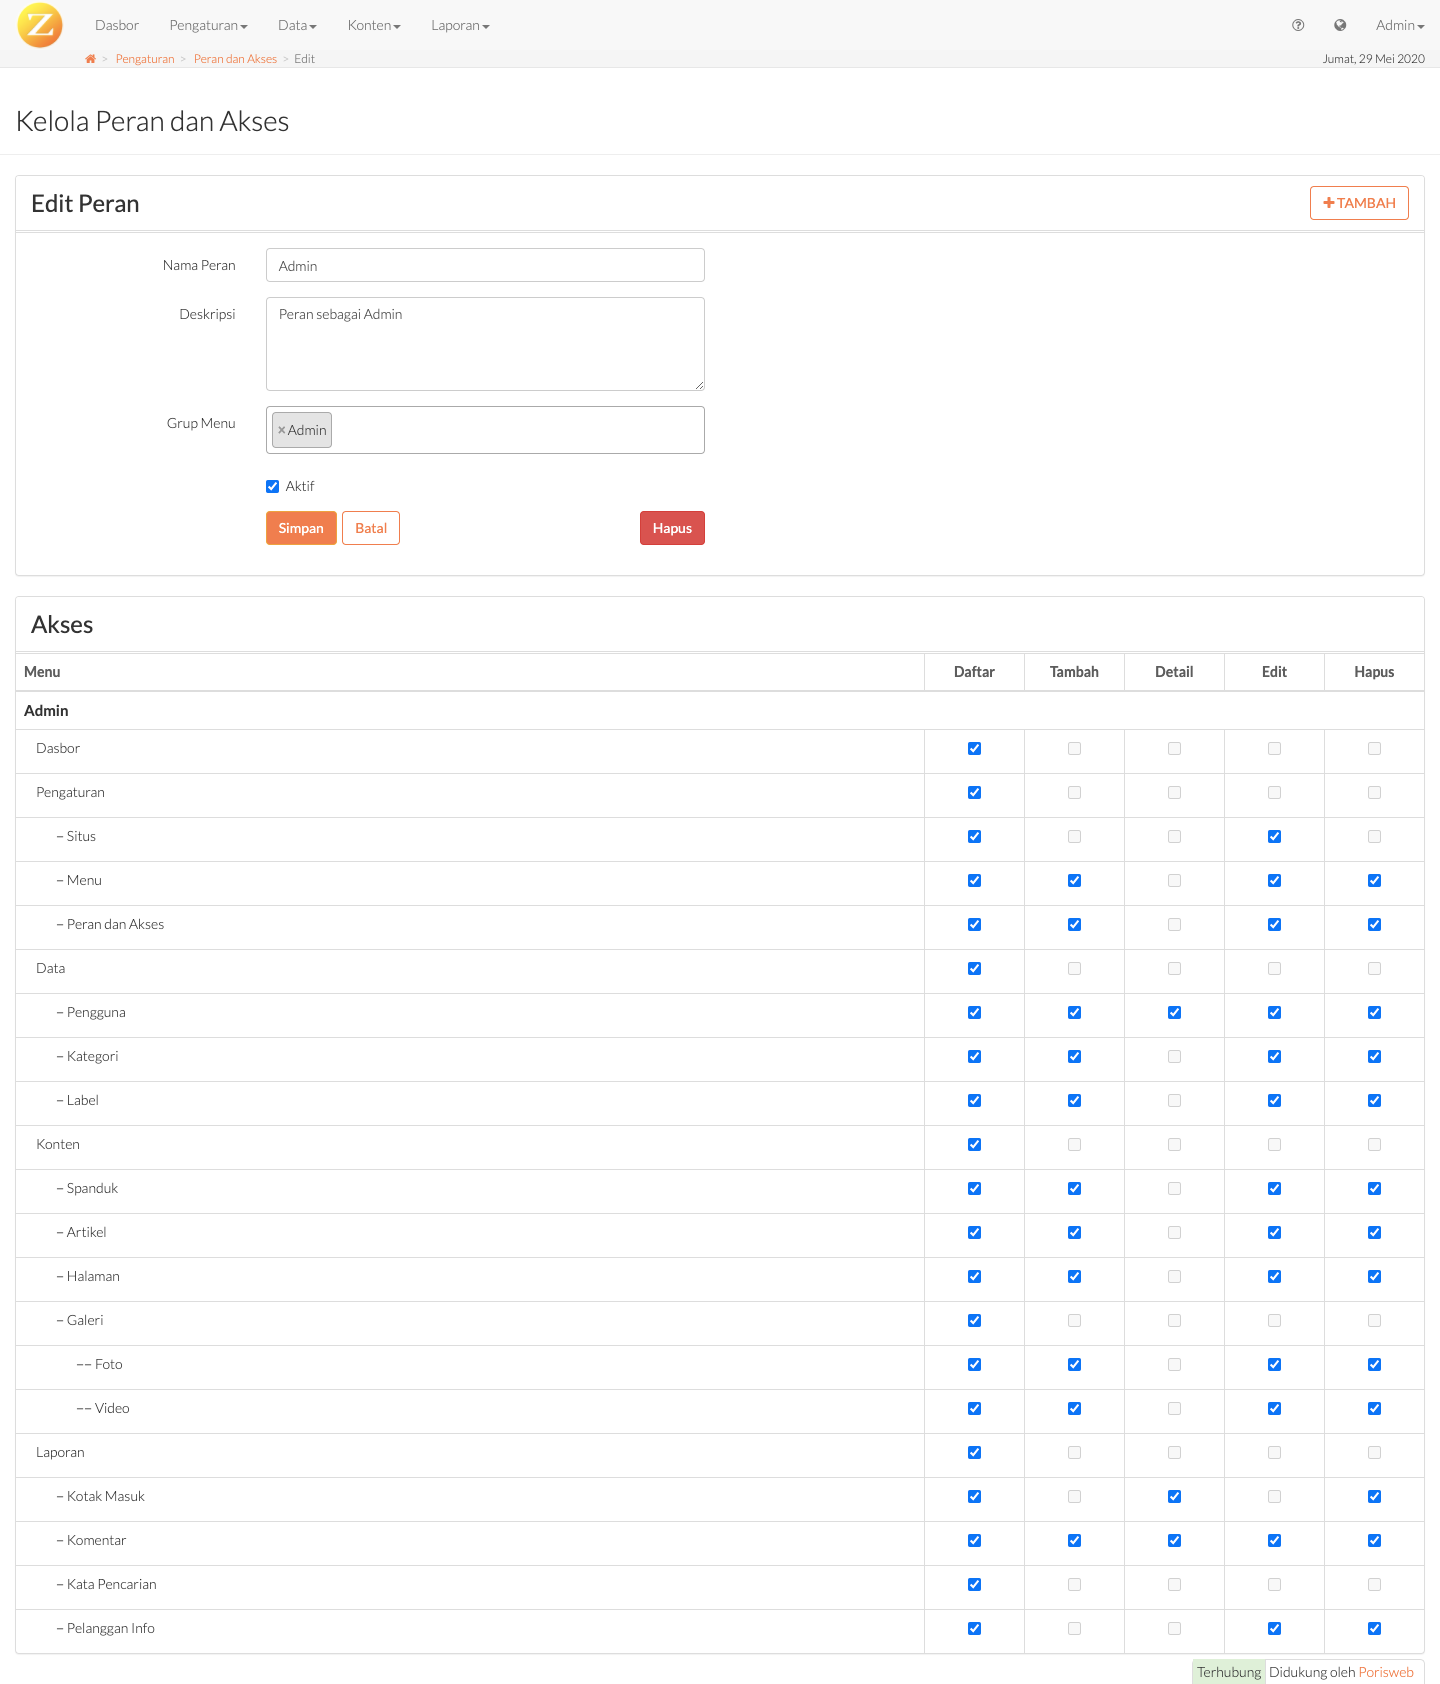 Z Dasbor Pengaturan Data Konten Laporan Admin
> Pengaturan > Peran dan Akses > Edit Jumat, 29 Mei 2020
Kelola Peran dan Akses
Edit Peran TAMBAH
Nama Peran Admin
Deskripsi Peran sebagai Admin
Grup Menu × Admin
Aktif
Simpan Batal Hapus
Akses
Menu Daftar Tambah Detail Edit Hapus
Admin
Dasbor
Pengaturan
– Situs
– Menu
– Peran dan Akses
Data
– Pengguna
– Kategori
– Label
Konten
– Spanduk
– Artikel
– Halaman
– Galeri
–– Foto
–– Video
Laporan
– Kotak Masuk
– Komentar
– Kata Pencarian
– Pelanggan Info
Terhubung Didukung oleh Porisweb